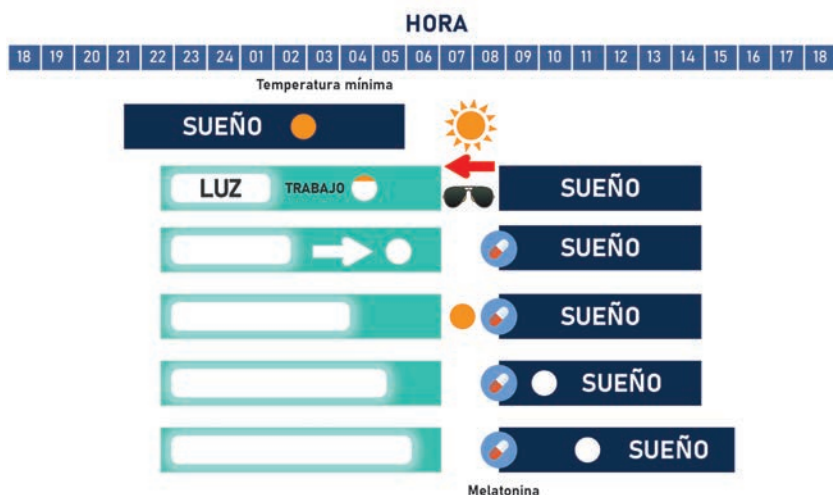 HORA
18 19 20 21 22 23 24 01 02 03 04 05 06 07 08 09 10 11 12 13 14 15 16 17 18
Temperatura mínima
SUEÑO
LUZ TRABAJO SUEÑO
SUEÑO
SUEÑO
SUEÑO
SUEÑO
Melatonina